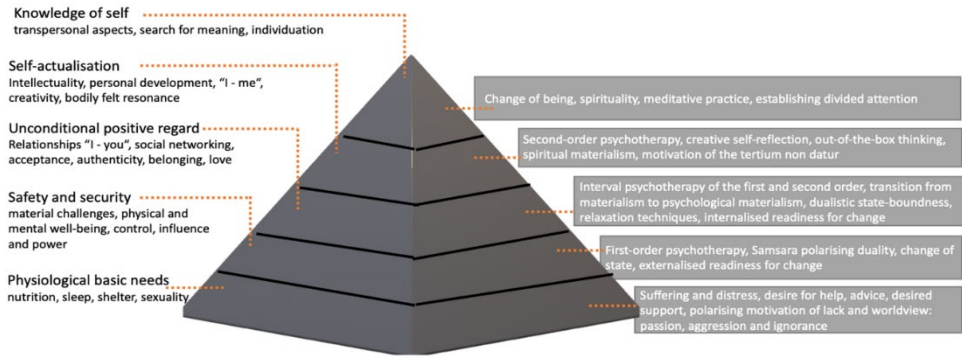 Knowledge of self
transpersonal aspects, search for meaning, individuation
Self-actualisation
Intellectuality, personal development, "I - me",
creativity, bodily felt resonance
Unconditional positive regard
Relationships "I - you", social networking,
acceptance, authenticity, belonging, love
Safety and security
material challenges, physical and
mental well-being, control, influence
and power
Physiological basic needs
nutrition, sleep, shelter, sexuality
Change of being, spirituality, meditative practice, establishing divided attention
Second-order psychotherapy, creative self-reflection, out-of-the-box thinking,
spiritual materialism, motivation of the tertium non datur
Interval psychotherapy of the first and second order, transition from
materialism to psychological materialism, dualistic state-boundness,
relaxation techniques, internalised readiness for change
First-order psychotherapy, Samsara polarising duality, change of
state, externalised readiness for change
Suffering and distress, desire for help, advice, desired
support, polarising motivation of lack and worldview:
passion, aggression and ignorance